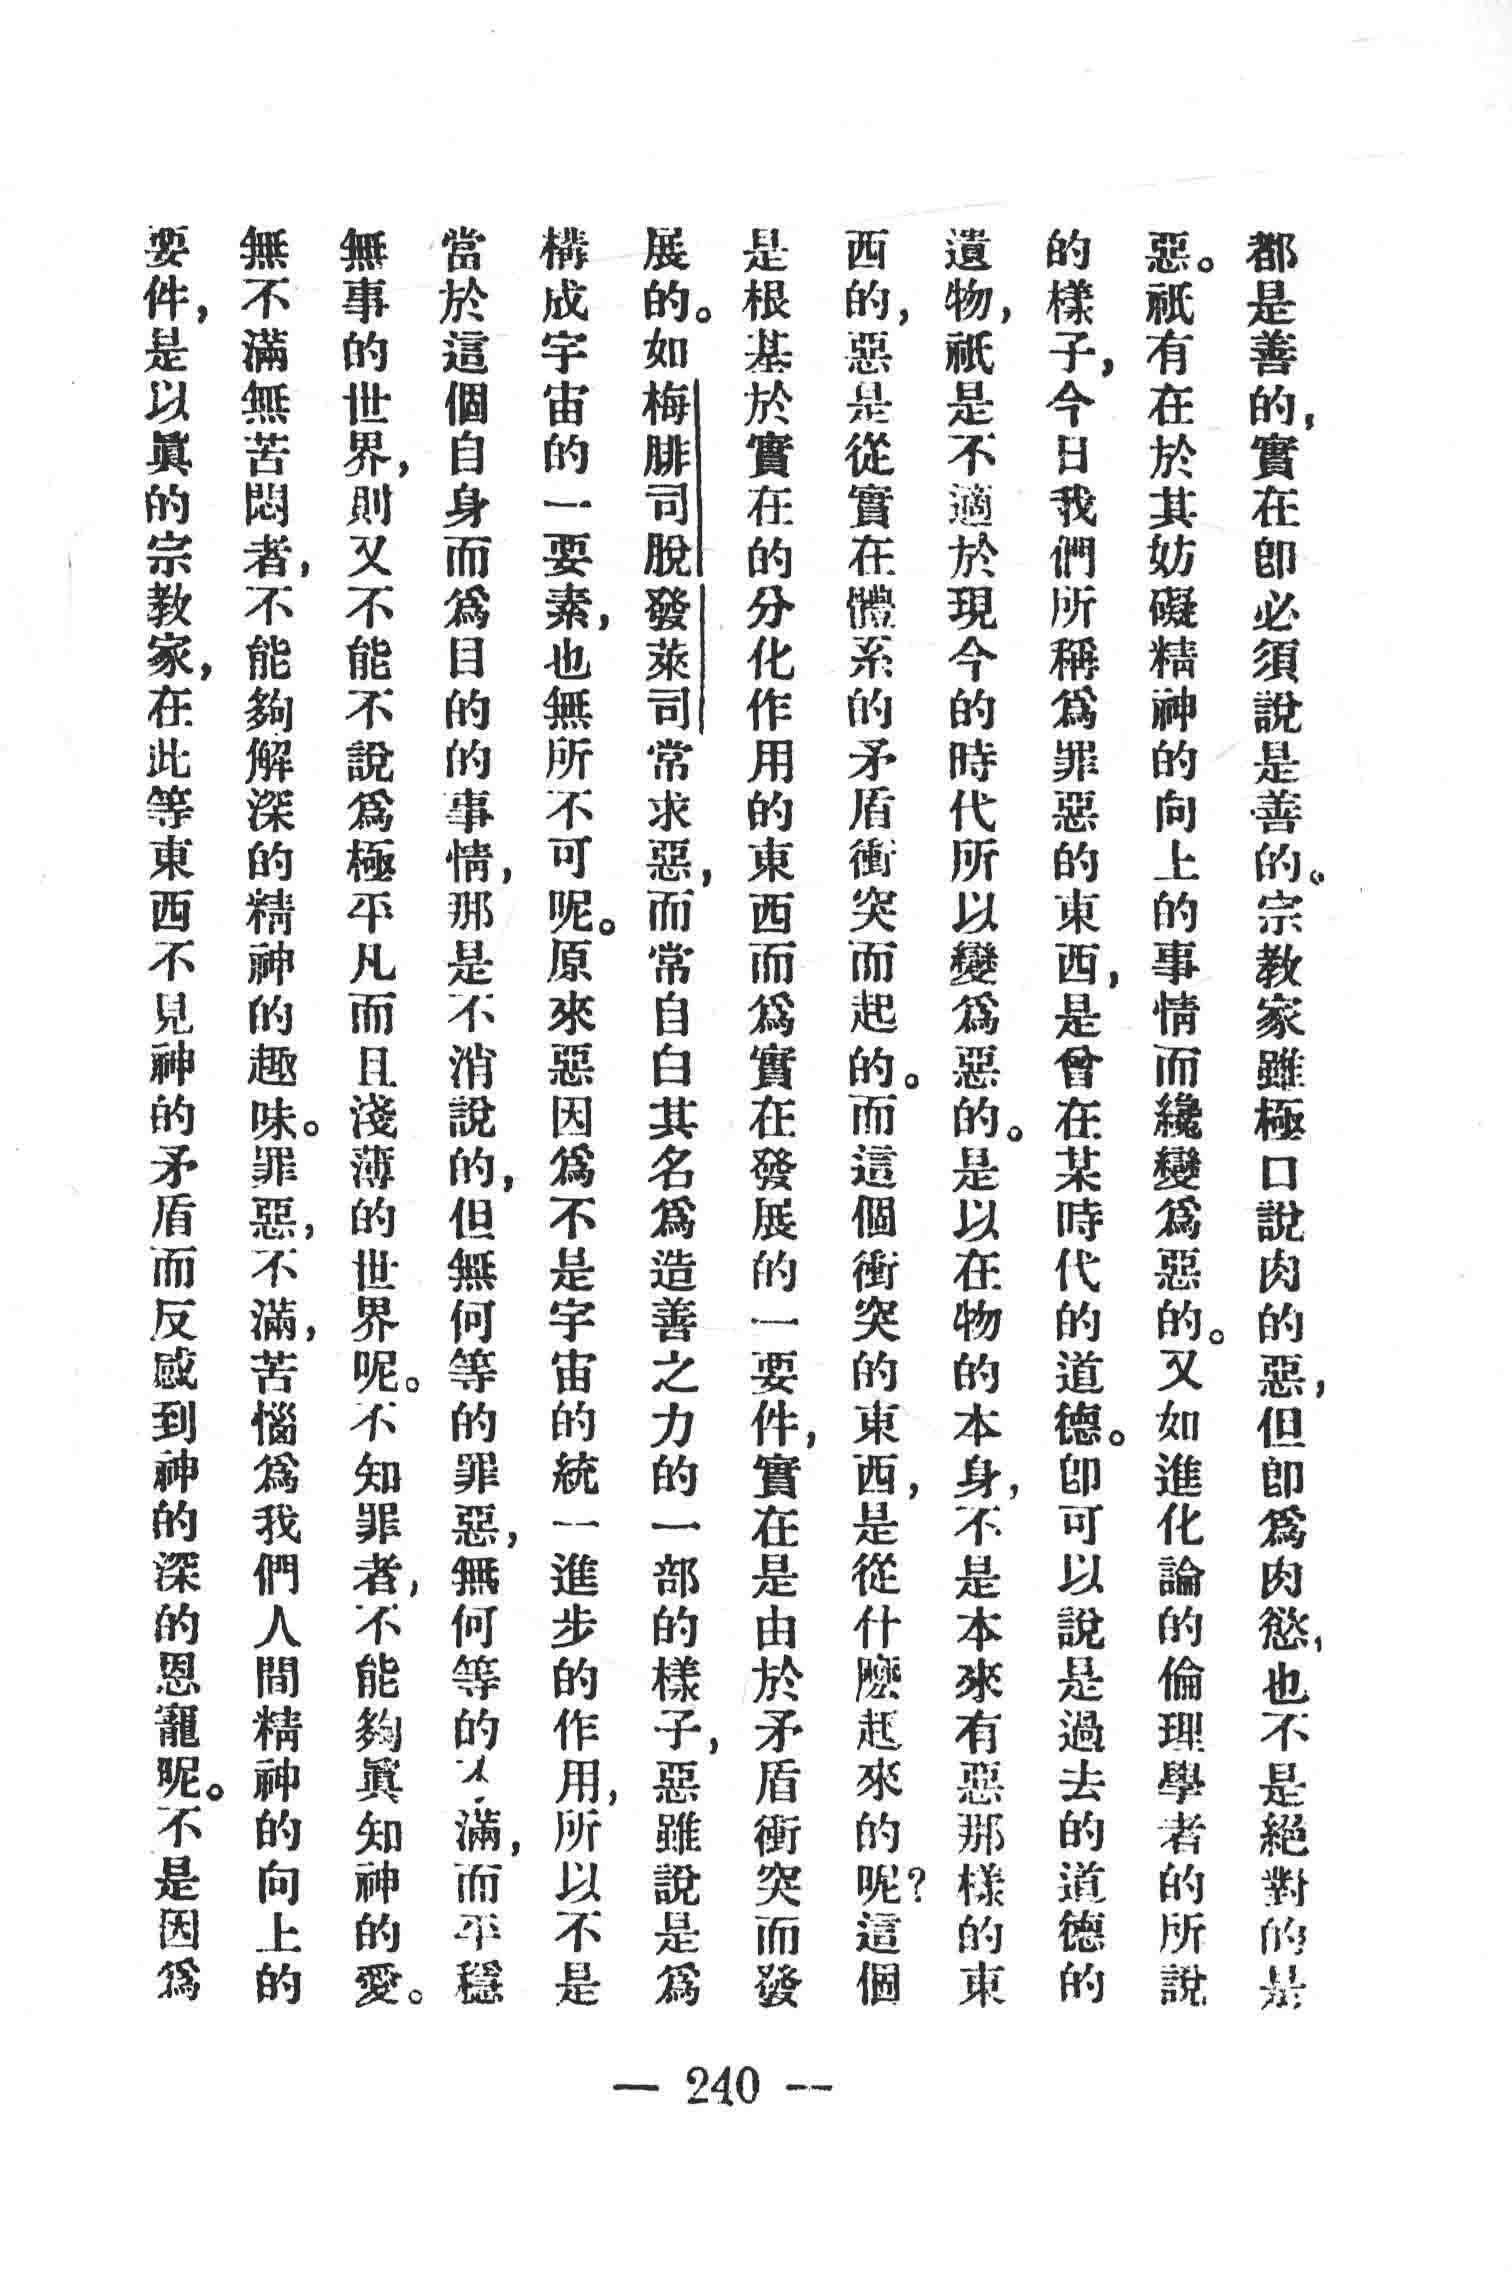 都是善的，實在卽必須說是善的。宗教家雖極口說肉的惡，但卽爲肉慾，也不是絕對的是
惡。祇有在於其妨礙精神的向上的事情而纔變爲惡的。又如進化論的倫理學者的所說
的樣子，今日我們所稱爲罪惡的東西，是曾在某時代的道德。卽可以說是過去的道德的
遺物，祇是不適於現今的時代所以變爲惡的。是以在物的本身，不是本來有惡那樣的東
西的，惡是從實在體系的矛盾衝突而起的。而這個衝突的東西，是從什麼起來的呢？這個
是根基於實在的分化作用的東西而爲實在發展的一要件，實在是由於矛盾衝突而發
展的。如梅腓司脫發萊司常求惡，而常自白其名爲造善之力的一部的樣子，惡雖說是爲
構成宇宙的一要素，也無所不可呢。原來惡因爲不是宇宙的統一進步的作用，所以不是
當於這個自身而爲目的的事情，那是不消說的，但無何等的罪惡，無何等的不滿，而平穩
無事的世界，則又不能不說爲極平凡而且淺薄的世界呢。不知罪者，不能夠眞知神的愛。
無不滿無苦悶者，不能夠解深的精神的趣味。罪惡，不滿，苦惱爲我們人間精神的向上的
要件，是以眞的宗教家，在此等東西不見神的矛盾而反感到神的深的恩寵呢。不是因爲
— 240 —